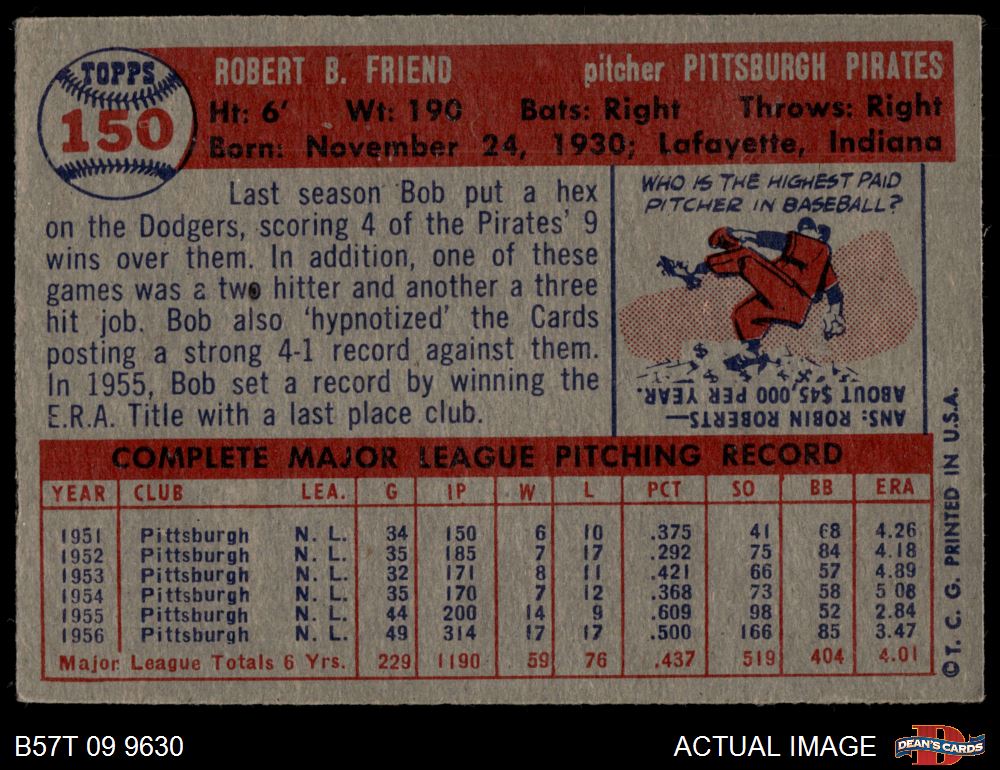 TOPPS
150
ROBERT B. FRIEND pitcher PITTSBURGH PIRATES
Ht: 6' Wt: 190 Bats: Right Throws: Right
Born: November 24, 1930; Lafayette, Indiana
Last season Bob put a hex
on the Dodgers, scoring 4 of the Pirates' 9
wins over them. In addition, one of these
games was a two hitter and another a three
hit job. Bob also 'hypnotized' the Cards
posting a strong 4-1 record against them.
In 1955, Bob set a record by winning the
E.R.A. Title with a last place club.
WHO IS THE HIGHEST PAID
PITCHER IN BASEBALL?
ANS: ROBIN ROBERTS—
ABOUT $45,000 PER YEAR.
COMPLETE MAJOR LEAGUE PITCHING RECORD
YEAR CLUB LEA. G IP W L PCT SO BB ERA
1951 Pittsburgh N. L. 34 150 6 10 .375 41 68 4.26
1952 Pittsburgh N. L. 35 185 7 17 .292 75 84 4.18
1953 Pittsburgh N. L. 32 171 8 11 .421 66 57 4.89
1954 Pittsburgh N. L. 35 170 7 12 .368 73 58 5.08
1955 Pittsburgh N. L. 44 200 14 9 .609 98 52 2.84
1956 Pittsburgh N. L. 49 314 17 17 .500 166 85 3.47
Major League Totals 6 Yrs. 229 1190 59 76 .437 519 404 4.01
© T. C. G. PRINTED IN U.S.A.
B57T 09 9630 ACTUAL IMAGE
D
DEAN'S CARDS